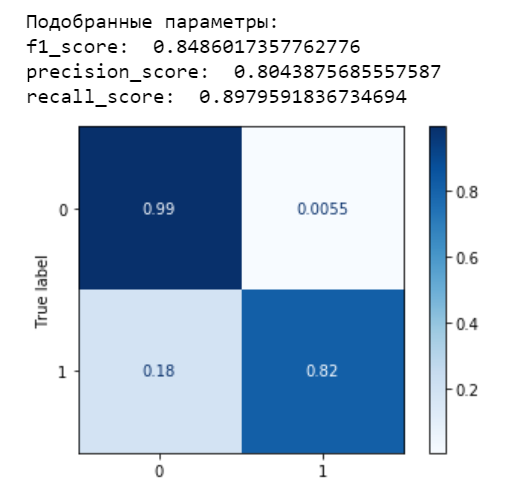 Подобранные параметры:
f1_score:  0.8486017357762776
precision_score:  0.8043875685557587
recall_score:  0.8979591836734694
0
0.99
0.0055
0.8
0.6
True label
0.4
1
0.18
0.82
0.2
0
1